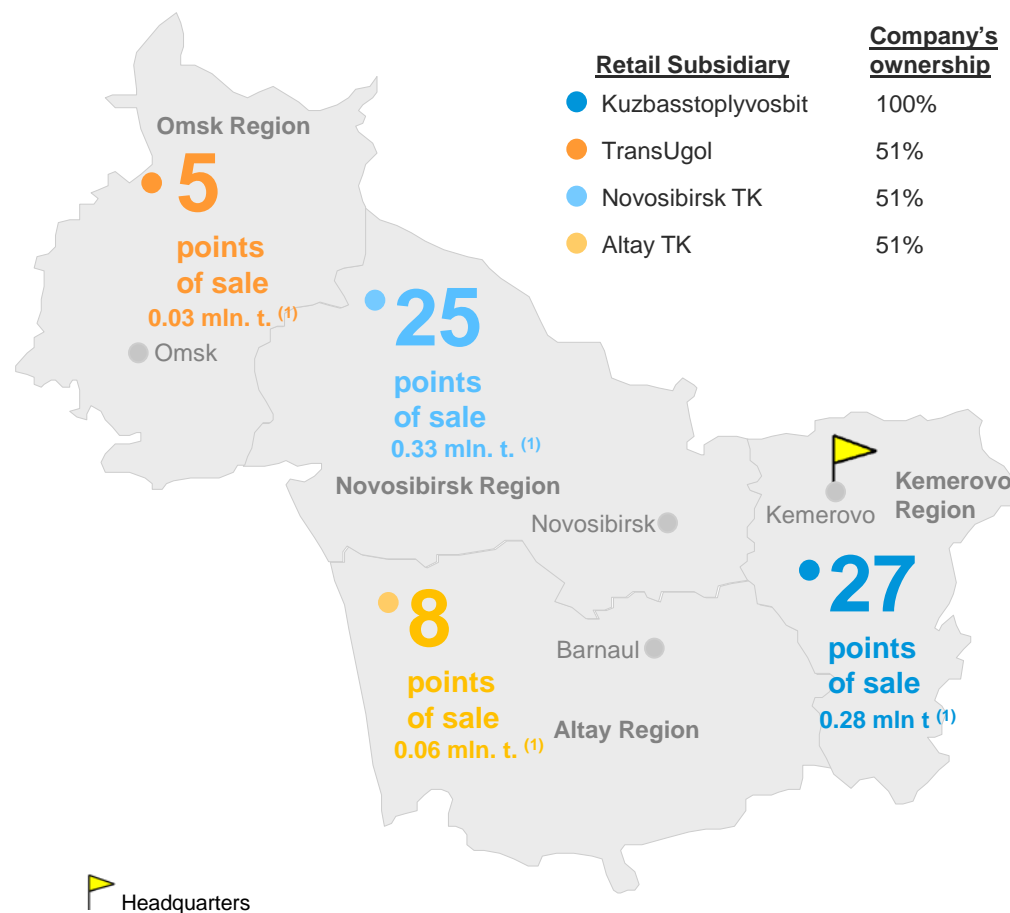 Company's
Retail Subsidiary ownership
Kuzbasstoplyvosbit 100%
TransUgol 51%
Novosibirsk TK 51%
Altay TK 51%
Omsk Region
5
points
of sale
0.03 mln. t. (1)
Omsk
25
points
of sale
0.33 mln. t. (1)
Novosibirsk Region
Novosibirsk
Kemerovo
Region
Kemerovo
27
points
of sale
0.28 mln t (1)
8
points
of sale
0.06 mln. t. (1)
Barnaul
Altay Region
Headquarters